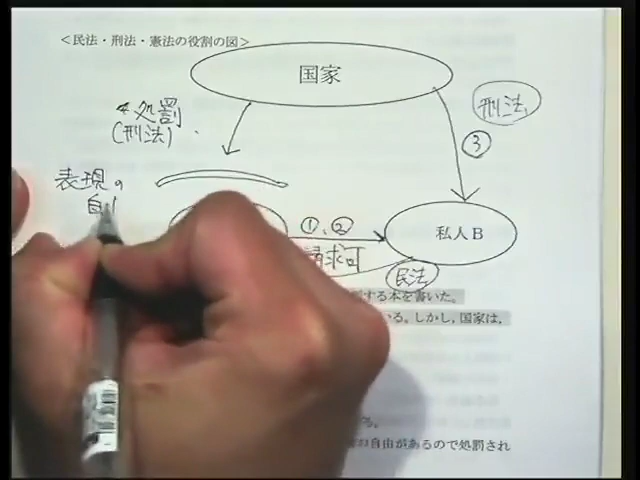 <民法・刑法・憲法の役割の図>
国家
処罰
(刑法)
刑法
③
表現の
自
①、②
請求可
私人B
民法
する本を書いた。
いる。しかし,国家は,
る。
の自由があるので処罰され